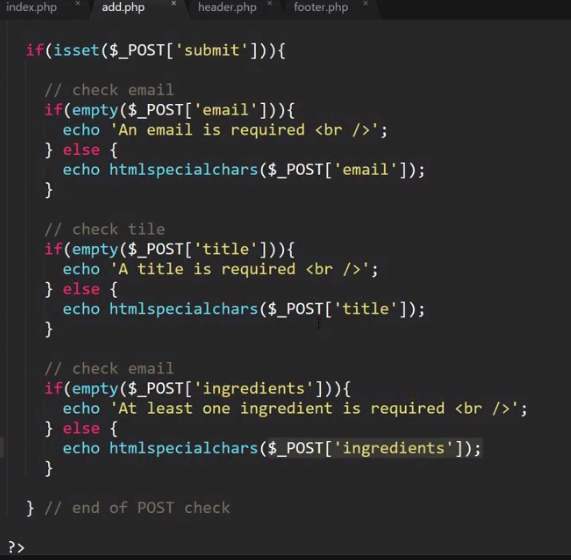 index.php × add.php × header.php × footer.php ×
if(isset($_POST['submit'])){
// check email
if(empty($_POST['email'])){
echo 'An email is required <br />';
} else {
echo htmlspecialchars($_POST['email']);
}
// check tile
if(empty($_POST['title'])){
echo 'A title is required <br />';
} else {
echo htmlspecialchars($_POST['title']);
}
// check email
if(empty($_POST['ingredients'])){
echo 'At least one ingredient is required <br />';
} else {
echo htmlspecialchars($_POST['ingredients']);
}
} // end of POST check
?>